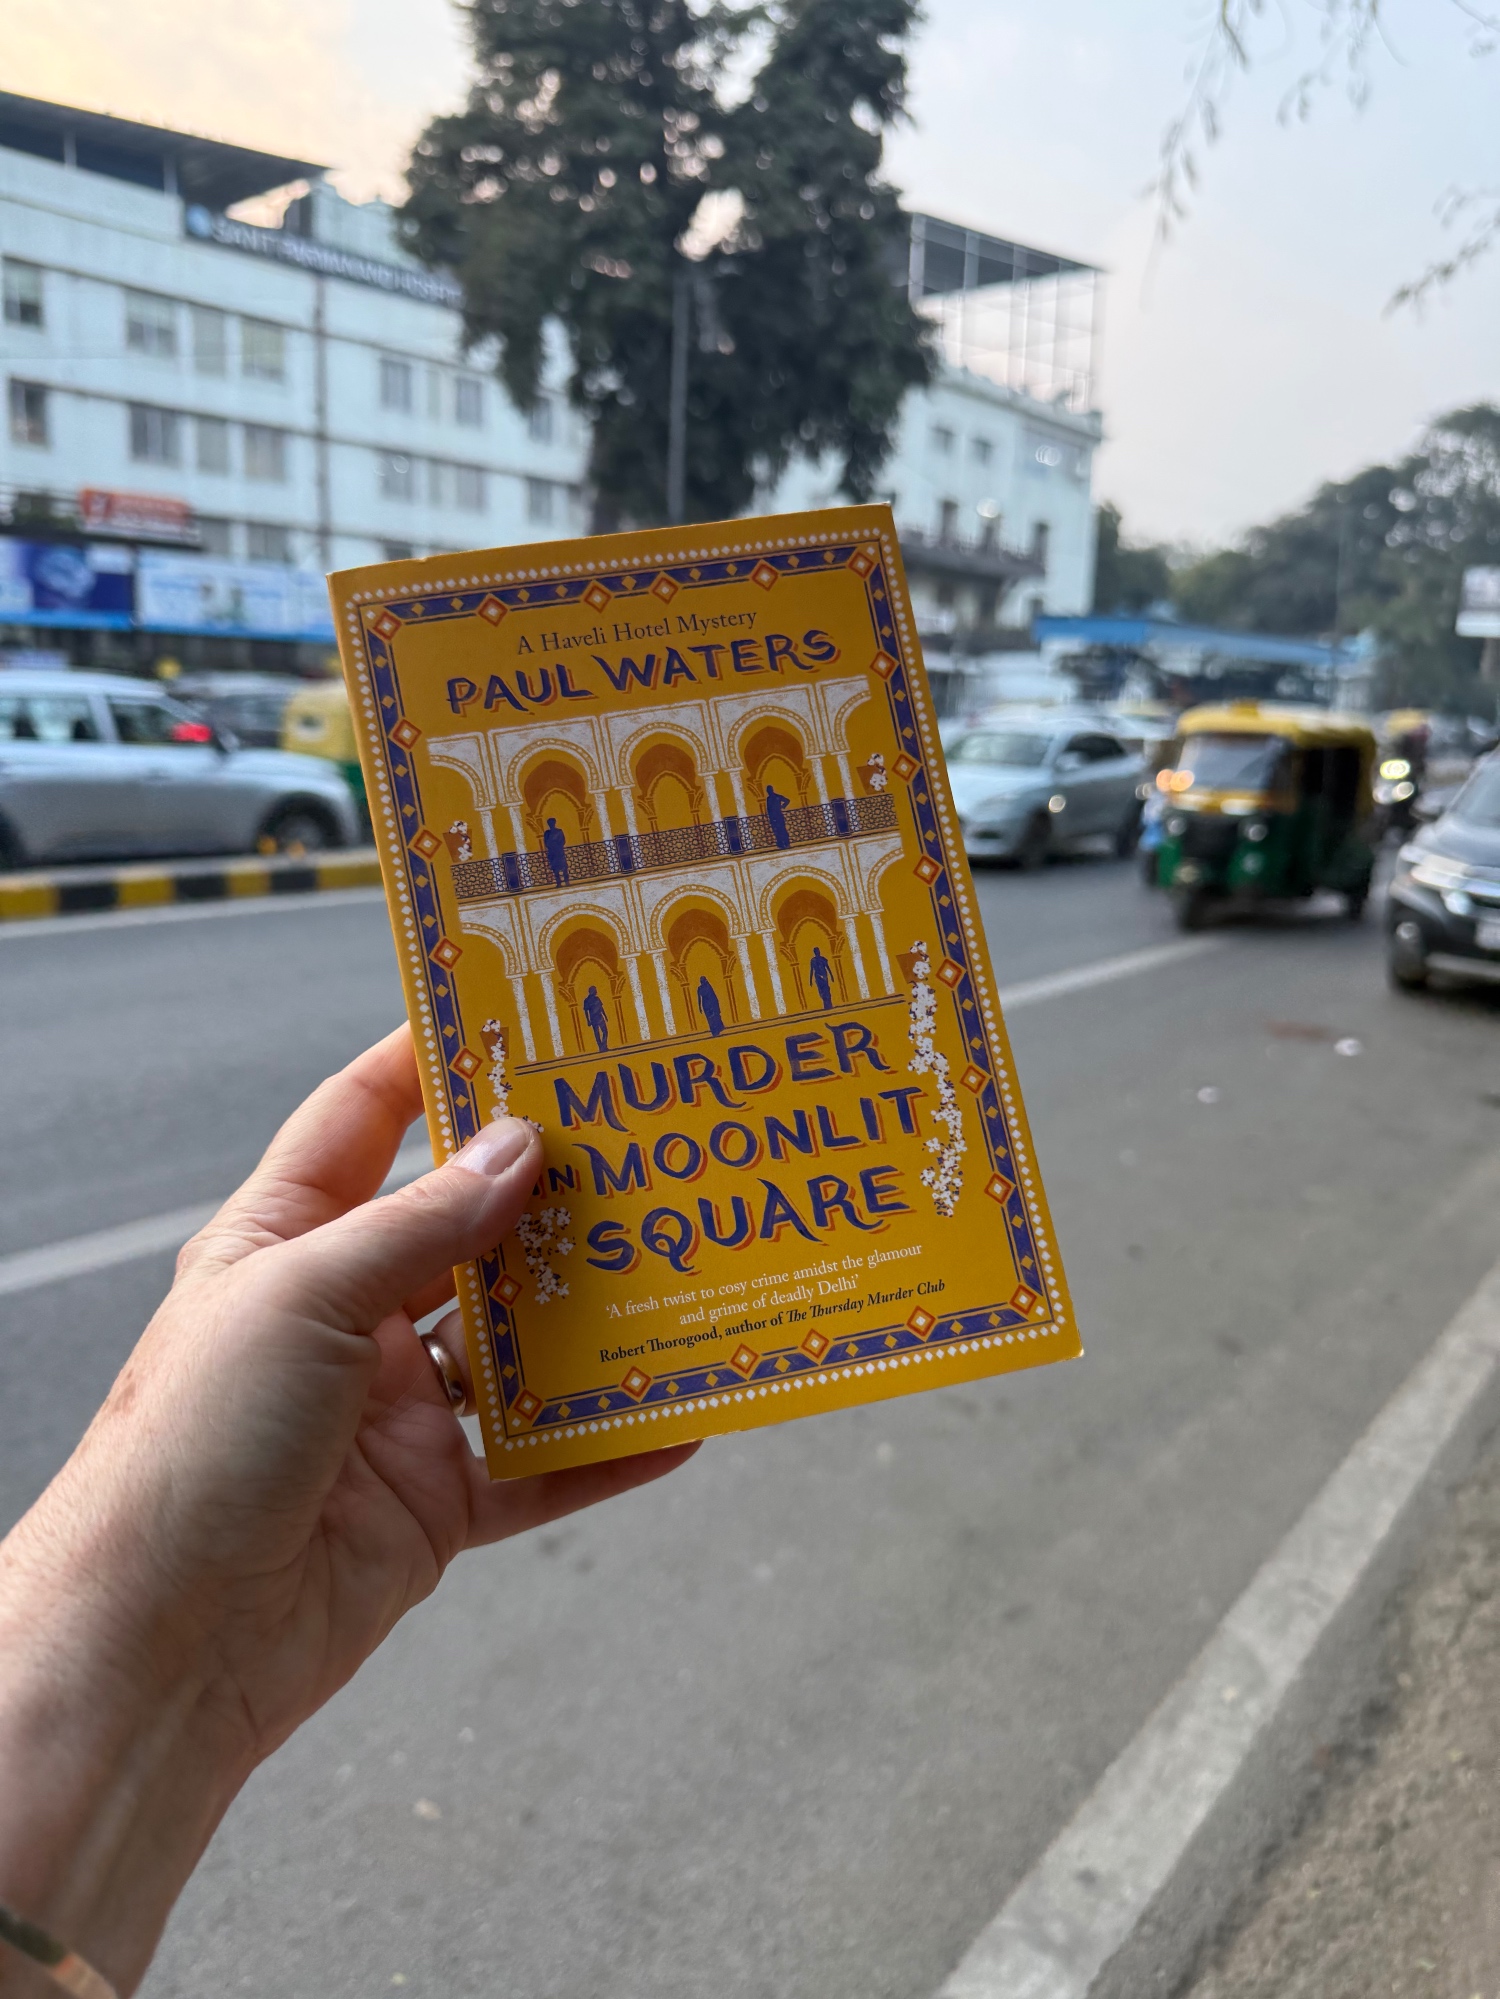 A Haveli Hotel Mystery
PAUL WATERS
MURDER
IN MOONLIT
SQUARE
'A fresh twist to cosy crime amidst the glamour
and grime of deadly Delhi'
Robert Thorogood, author of The Thursday Murder Club